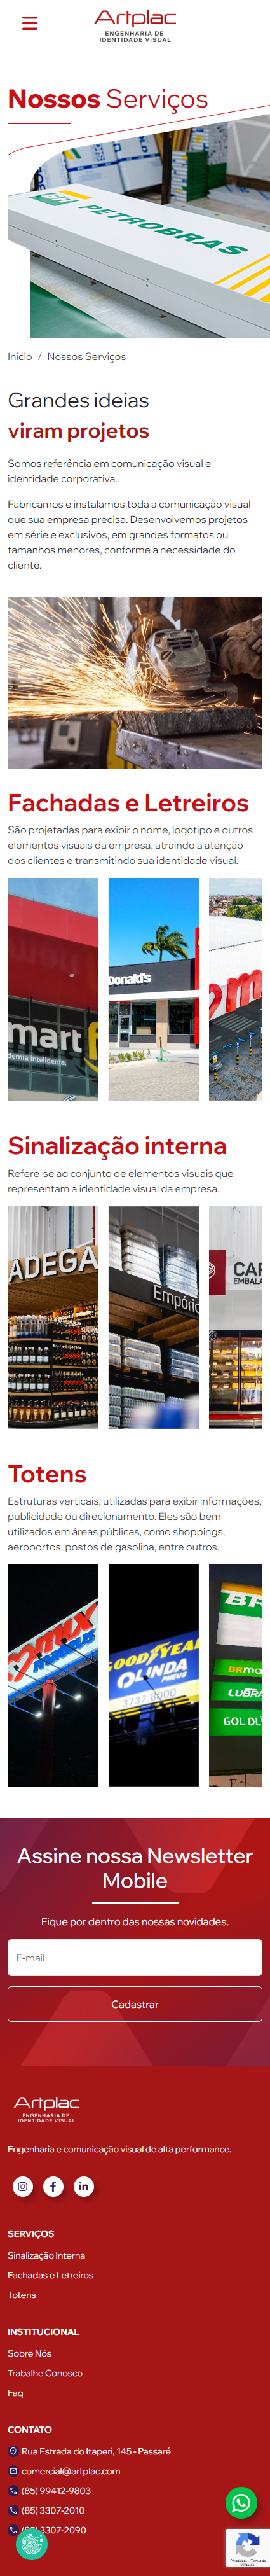 Artplac
ENGENHARIA DE
IDENTIDADE VISUAL
Nossos Serviços
PETROBRAS
Início / Nossos Serviços
Grandes ideias
viram projetos
Somos referência em comunicação visual e
identidade corporativa.
Fabricamos e instalamos toda a comunicação visual
que sua empresa precisa. Desenvolvemos projetos
em série e exclusivos, em grandes formatos ou
tamanhos menores, conforme a necessidade do
cliente.
Fachadas e Letreiros
São projetadas para exibir o nome, logotipo e outros
elementos visuais da empresa, atraindo a atenção
dos clientes e transmitindo sua identidade visual.
mart f
demia inteligente.
Donald's
Sinalização interna
Refere-se ao conjunto de elementos visuais que
representam a identidade visual da empresa.
ADEGA
Empório
CAR
EMBALA
Totens
Estruturas verticais, utilizadas para exibir informações,
publicidade ou direcionamento. Eles são bem
utilizados em áreas públicas, como shoppings,
aeroportos, postos de gasolina, entre outros.
GOODYEAR
OLINDA
PNEUS
3737.8000
BR
BRma
LUBRA
GOL OLI
Assine nossa Newsletter
Mobile
Fique por dentro das nossas novidades.
E-mail
Cadastrar
Artplac
ENGENHARIA DE
IDENTIDADE VISUAL
Engenharia e comunicação visual de alta performance.
SERVIÇOS
Sinalização Interna
Fachadas e Letreiros
Totens
INSTITUCIONAL
Sobre Nós
Trabalhe Conosco
Faq
CONTATO
Rua Estrada do Itaperi, 145 - Passaré
comercial@artplac.com
(85) 99412-9803
(85) 3307-2010
(85) 3307-2090
Privacidade - Termos de
Utilização